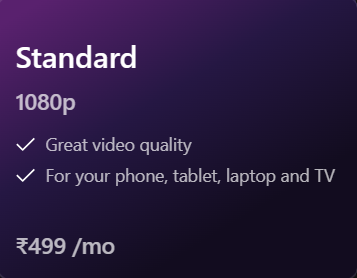 Standard
1080p
Great video quality
For your phone, tablet, laptop and TV
₹499 /mo